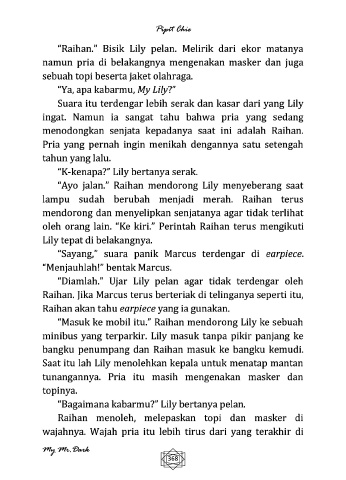 Pipit Chie
"Raihan." Bisik Lily pelan. Melirik dari ekor matanya
namun pria di belakangnya mengenakan masker dan juga
sebuah topi beserta jaket olahraga.
"Ya, apa kabarmu, My Lily?"
Suara itu terdengar lebih serak dan kasar dari yang Lily
ingat. Namun ia sangat tahu bahwa pria yang sedang
menodongkan senjata kepadanya saat ini adalah Raihan.
Pria yang pernah ingin menikah dengannya satu setengah
tahun yang lalu.
"K-kenapa?" Lily bertanya serak.
"Ayo jalan." Raihan mendorong Lily menyeberang saat
lampu sudah berubah menjadi merah. Raihan terus
mendorong dan menyelipkan senjatanya agar tidak terlihat
oleh orang lain. "Ke kiri." Perintah Raihan terus mengikuti
Lily tepat di belakangnya.
"Sayang," suara panik Marcus terdengar di earpiece.
"Menjauhlah!" bentak Marcus.
"Diamlah." Ujar Lily pelan agar tidak terdengar oleh
Raihan. Jika Marcus terus berteriak di telinganya seperti itu,
Raihan akan tahu earpiece yang ia gunakan.
"Masuk ke mobil itu." Raihan mendorong Lily ke sebuah
minibus yang terparkir. Lily masuk tanpa pikir panjang ke
bangku penumpang dan Raihan masuk ke bangku kemudi.
Saat itu lah Lily menolehkan kepala untuk menatap mantan
tunangannya. Pria itu masih mengenakan masker dan
topinya.
"Bagaimana kabarmu?" Lily bertanya pelan.
Raihan menoleh, melepaskan topi dan masker di
wajahnya. Wajah pria itu lebih tirus dari yang terakhir di
My Mr. Dark
368